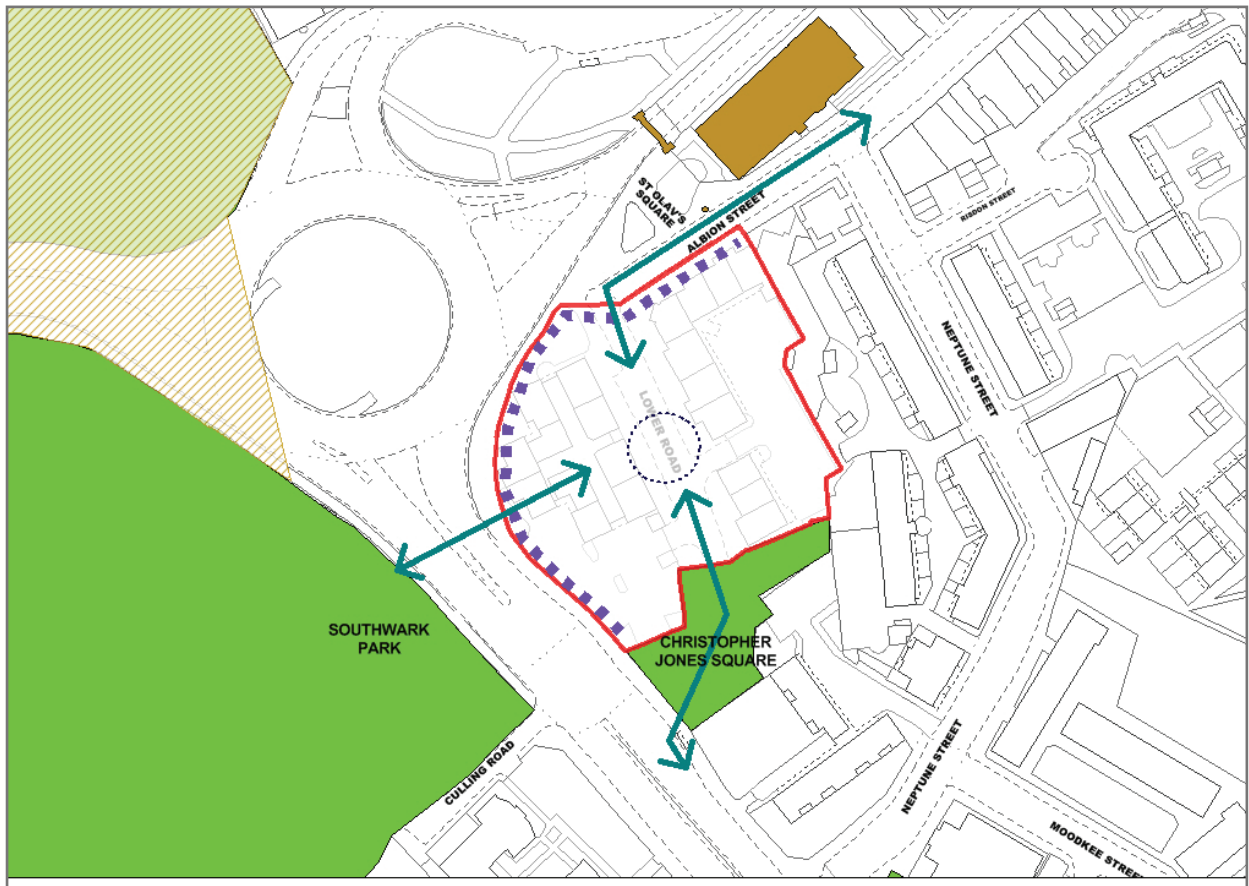 ST OLAV'S
SQUARE
ALBION STREET
RISDON STREET
NEPTUNE STREET
LOWER ROAD
SOUTHWARK
PARK
CHRISTOPHER
JONES SQUARE
CULLING ROAD
NEPTUNE STREET
MOODKEE STREET